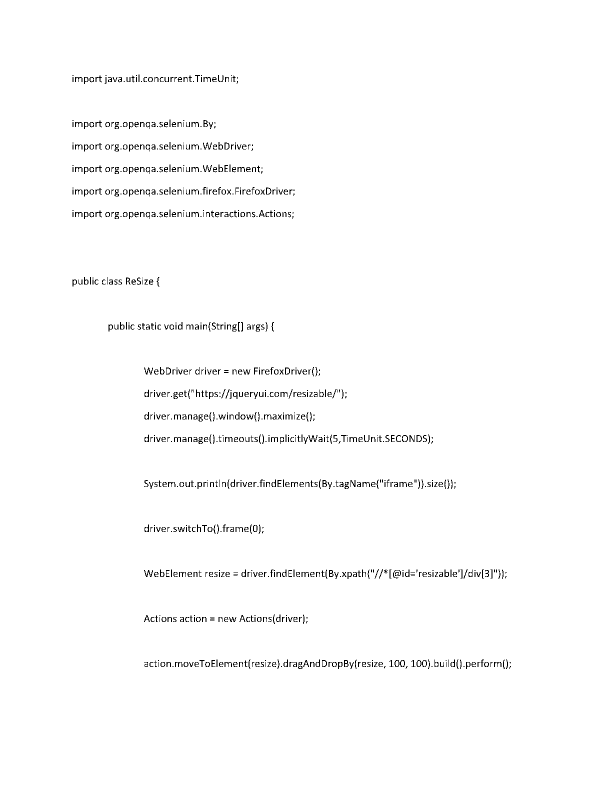 import java.util.concurrent.TimeUnit;
import org.openqa.selenium.By;
import org.openqa.selenium.WebDriver;
import org.openqa.selenium.WebElement;
import org.openqa.selenium.firefox.FirefoxDriver;
import org.openqa.selenium.interactions.Actions;
public class ReSize {
public static void main(String[] args) {
WebDriver driver = new FirefoxDriver();
driver.get("https://jqueryui.com/resizable/");
driver.manage().window().maximize();
driver.manage().timeouts().implicitlyWait(5,TimeUnit.SECONDS);
System.out.println(driver.findElements(By.tagName("iframe")).size());
driver.switchTo().frame(0);
WebElement resize = driver.findElement(By.xpath("//*[@id='resizable']/div[3]"));
Actions action = new Actions(driver);
action.moveToElement(resize).dragAndDropBy(resize, 100, 100).build().perform();